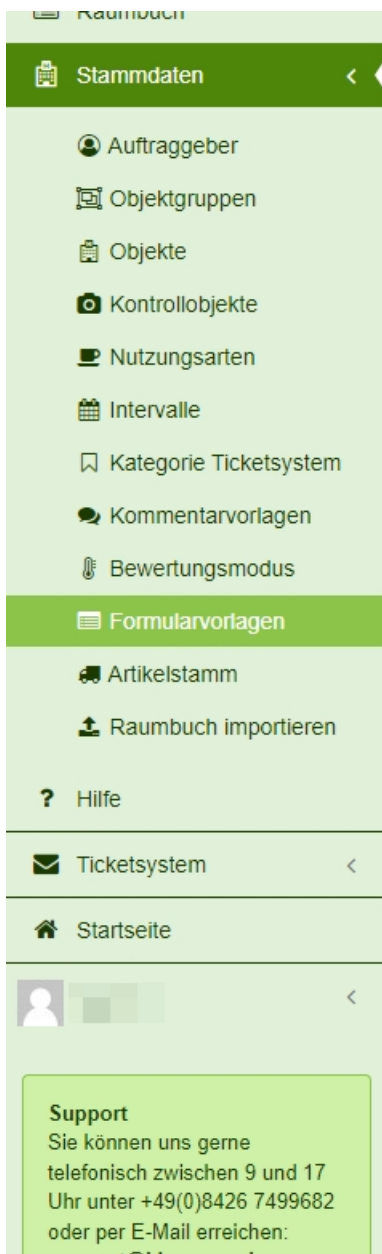 Raumbuch
Stammdaten
Auftraggeber
Objektgruppen
Objekte
Kontrollobjekte
Nutzungsarten
Intervalle
Kategorie Ticketsystem
Kommentarvorlagen
Bewertungsmodus
Formularvorlagen
Artikelstamm
Raumbuch importieren
? Hilfe
Ticketsystem
Startseite
Support
Sie können uns gerne
telefonisch zwischen 9 und 17
Uhr unter +49(0)8426 7499682
oder per E-Mail erreichen: